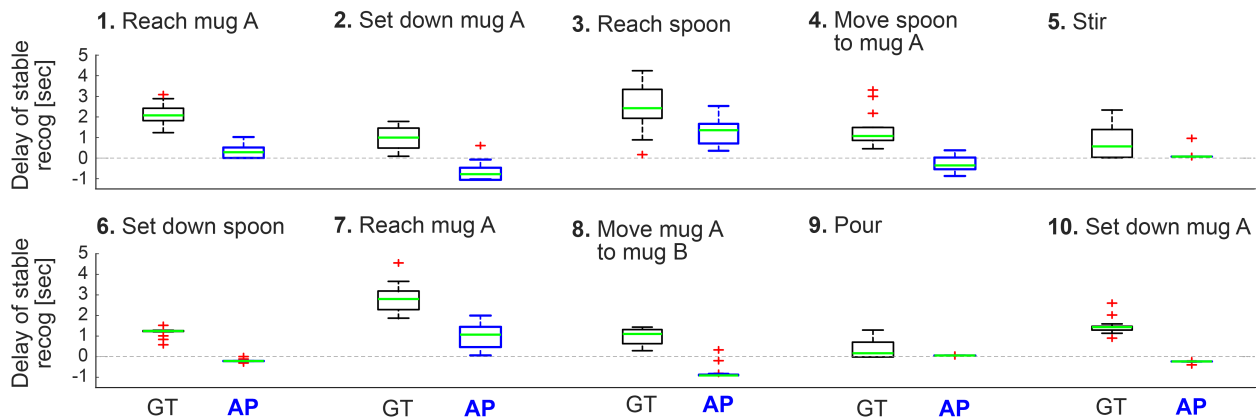 1. Reach mug A
2. Set down mug A
3. Reach spoon
4. Move spoon
to mug A
5. Stir
Delay of stable
recog [sec]
5
4
3
2
1
0
-1
6. Set down spoon
7. Reach mug A
8. Move mug A
to mug B
9. Pour
10. Set down mug A
Delay of stable
recog [sec]
5
4
3
2
1
0
-1
GT AP GT AP GT AP GT AP GT AP